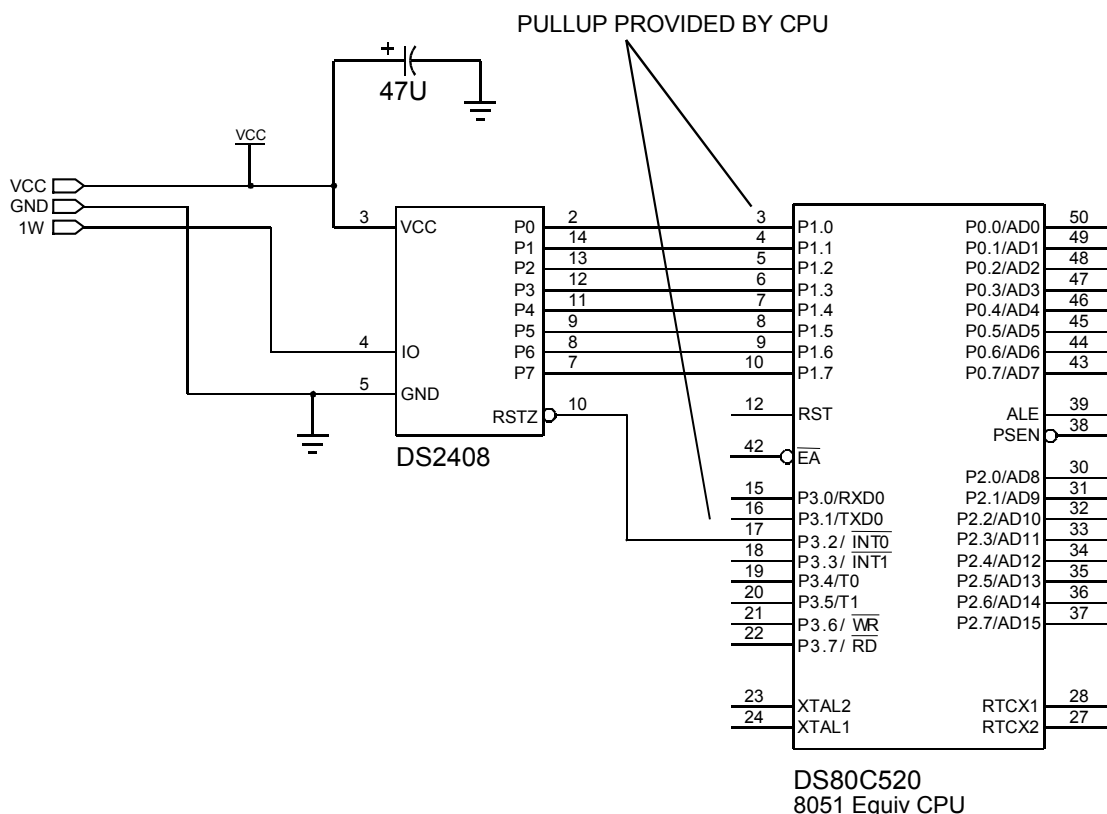 PULLUP PROVIDED BY CPU
+
47U
VCC
VCC
GND
1W
3 VCC
4 IO
5 GND
P0 2
P1 14
P2 13
P3 12
P4 11
P5 9
P6 8
P7 7
RSTZ 10
DS2408
3 P1.0
4 P1.1
5 P1.2
6 P1.3
7 P1.4
8 P1.5
9 P1.6
10 P1.7
12 RST
42 EA
15 P3.0/RXD0
16 P3.1/TXD0
17 P3.2/ INT0
18 P3.3/ INT1
19 P3.4/T0
20 P3.5/T1
21 P3.6/ WR
22 P3.7/ RD
23 XTAL2
24 XTAL1
P0.0/AD0 50
P0.1/AD1 49
P0.2/AD2 48
P0.3/AD3 47
P0.4/AD4 46
P0.5/AD5 45
P0.6/AD6 44
P0.7/AD7 43
ALE 39
PSEN 38
P2.0/AD8 30
P2.1/AD9 31
P2.2/AD10 32
P2.3/AD11 33
P2.4/AD12 34
P2.5/AD13 35
P2.6/AD14 36
P2.7/AD15 37
RTCX1 28
RTCX2 27
DS80C520
8051 Equiv CPU